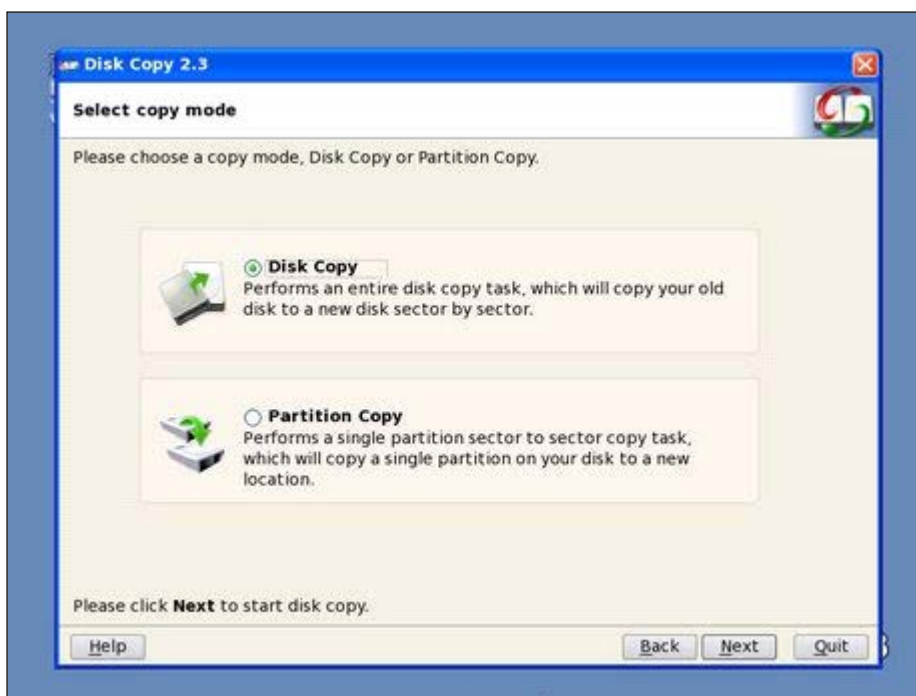 Disk Copy 2.3
Select copy mode
Please choose a copy mode, Disk Copy or Partition Copy.
Disk Copy
Performs an entire disk copy task, which will copy your old
disk to a new disk sector by sector.
Partition Copy
Performs a single partition sector to sector copy task,
which will copy a single partition on your disk to a new
location.
Please click Next to start disk copy.
Help
Back
Next
Quit